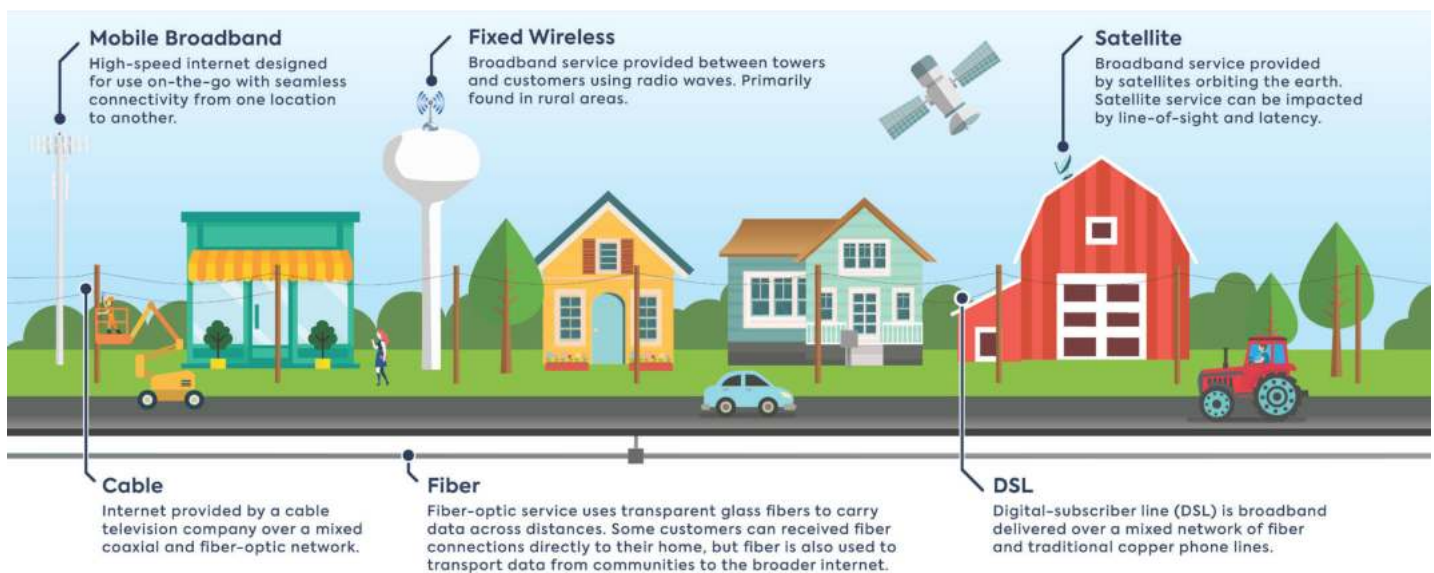 Mobile Broadband
High-speed internet designed
for use on-the-go with seamless
connectivity from one location
to another.
Fixed Wireless
Broadband service provided between towers
and customers using radio waves. Primarily
found in rural areas.
Satellite
Broadband service provided
by satellites orbiting the earth.
Satellite service can be impacted
by line-of-sight and latency.
Cable
Internet provided by a cable
television company over a mixed
coaxial and fiber-optic network.
Fiber
Fiber-optic service uses transparent glass fibers to carry
data across distances. Some customers can received fiber
connections directly to their home, but fiber is also used to
transport data from communities to the broader internet.
DSL
Digital-subscriber line (DSL) is broadband
delivered over a mixed network of fiber
and traditional copper phone lines.